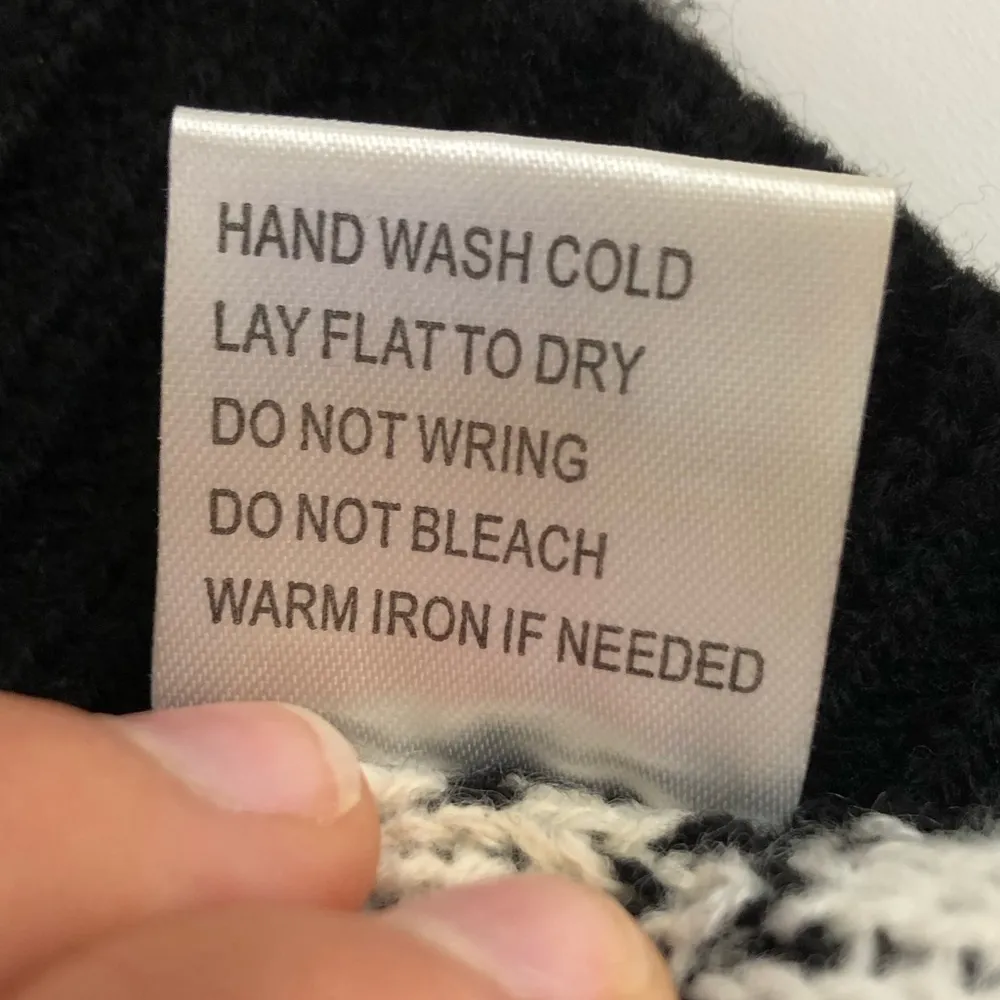 HAND WASH COLD
LAY FLAT TO DRY
DO NOT WRING
DO NOT BLEACH
WARM IRON IF NEEDED